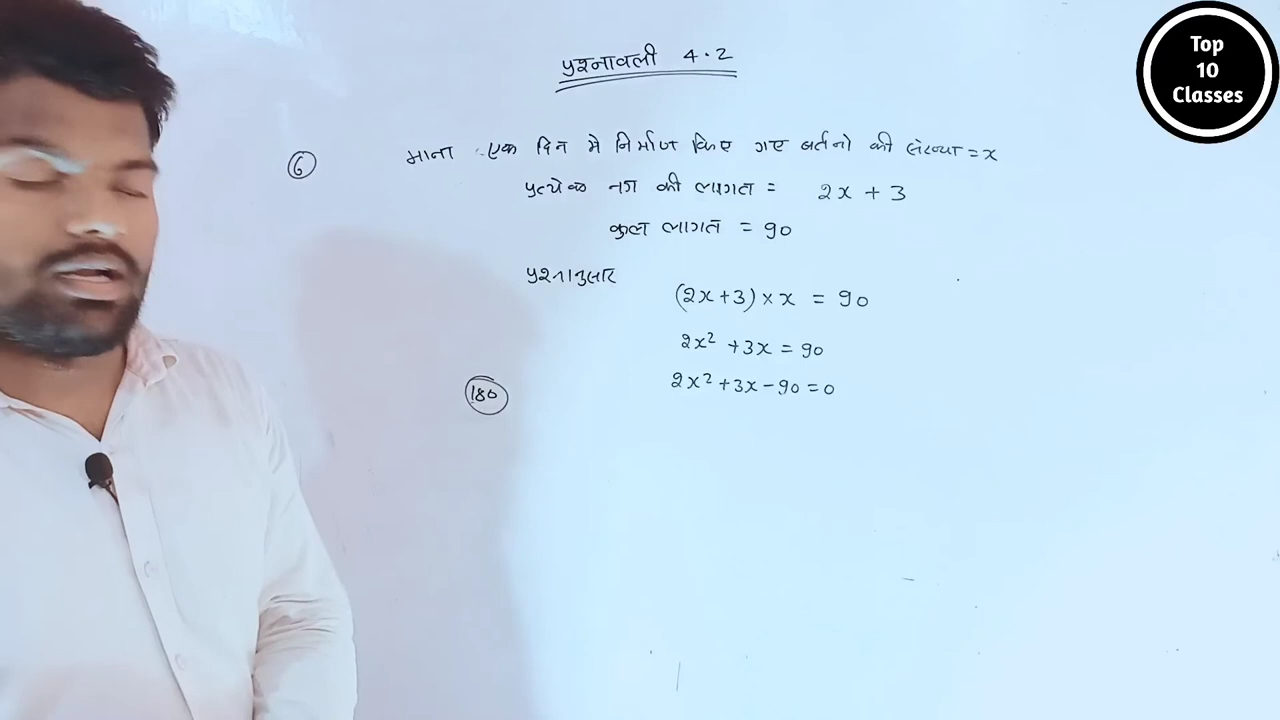 प्रश्नावली 4.2
Top
10
Classes
6 माना एक दिन मे निर्माण किए गए बर्तनो की संख्या = x
प्रत्येक नग की लागत = 2x + 3
कुल लागत = 90
प्रश्नानुसार
(2x+3) × x = 90
2x² + 3x = 90
2x² + 3x - 90 = 0
180